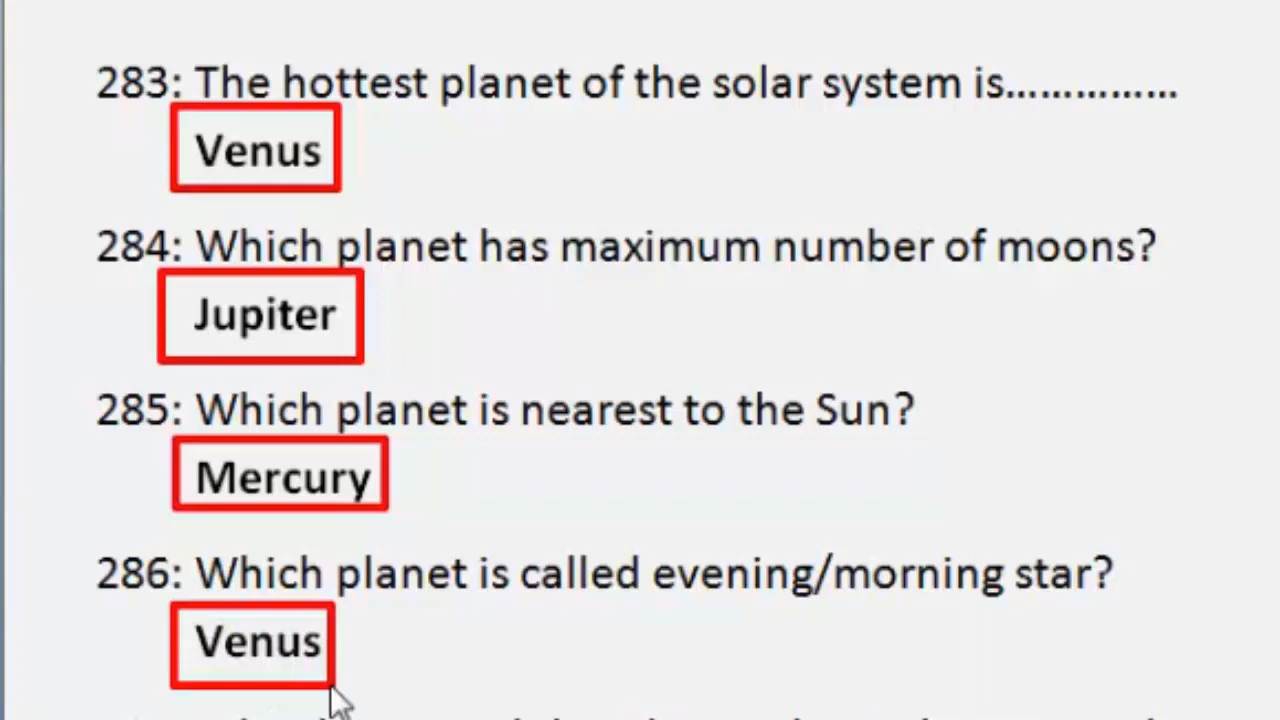 283: The hottest planet of the solar system is...............
Venus
284: Which planet has maximum number of moons?
Jupiter
285: Which planet is nearest to the Sun?
Mercury
286: Which planet is called evening/morning star?
Venus